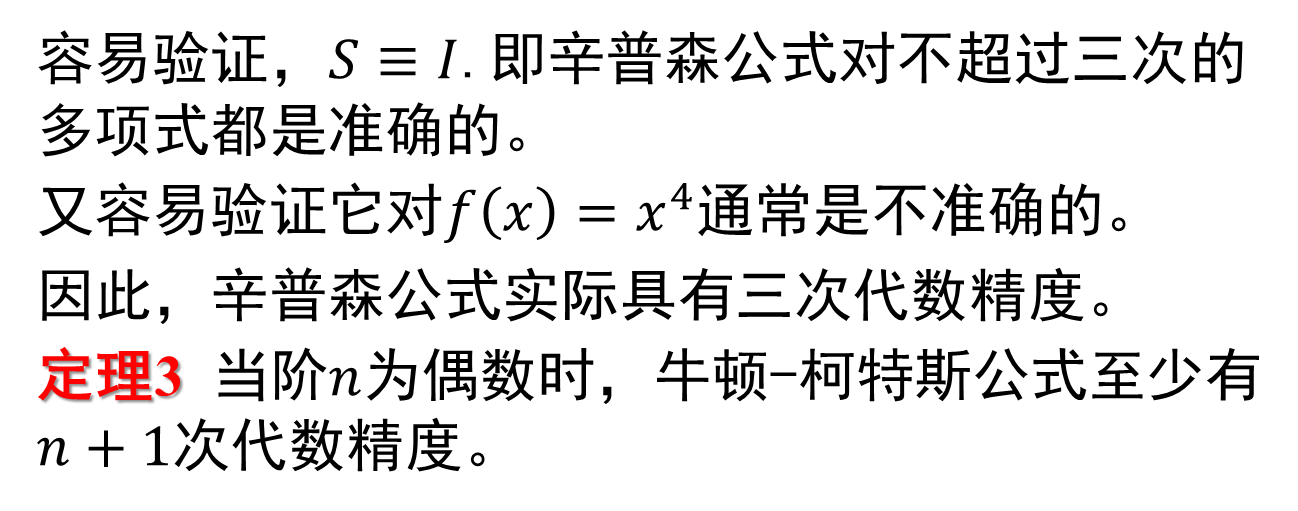 容易验证，S ≡ I. 即辛普森公式对不超过三次的
多项式都是准确的。
又容易验证它对f(x) = x⁴通常是不准确的。
因此，辛普森公式实际具有三次代数精度。
定理3 当阶n为偶数时，牛顿-柯特斯公式至少有
n + 1次代数精度。